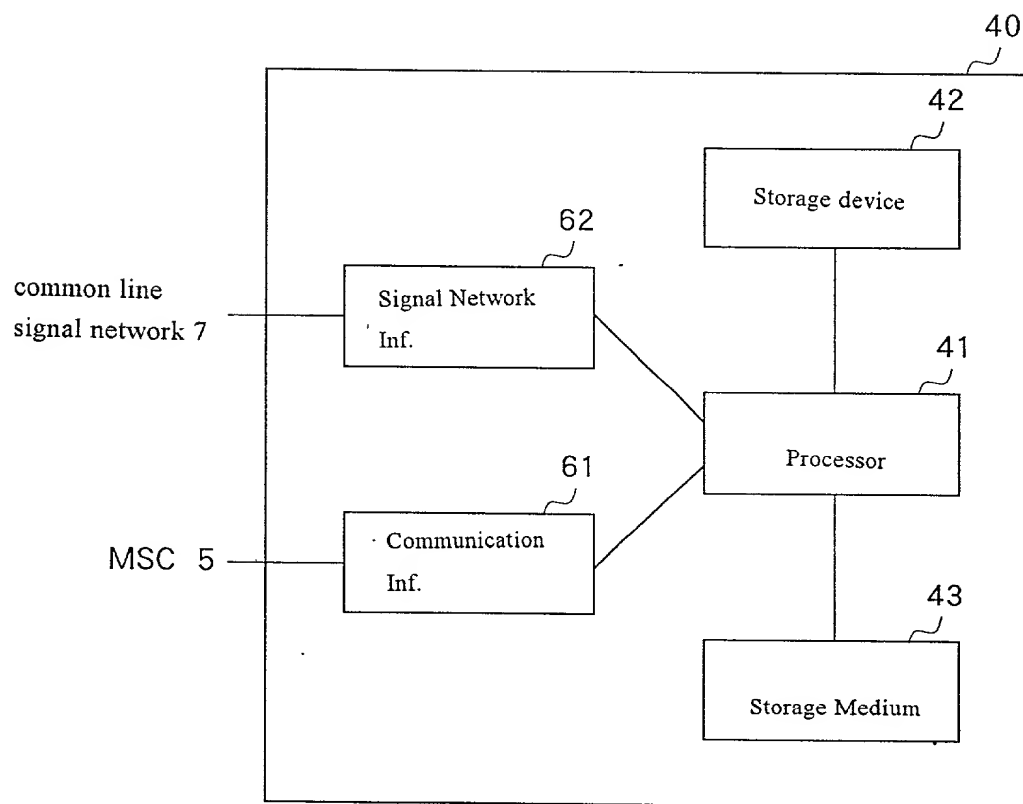 40
42
Storage device
62
Signal Network
Inf.
common line
signal network 7
41
Processor
61
Communication
Inf.
MSC 5
43
Storage Medium